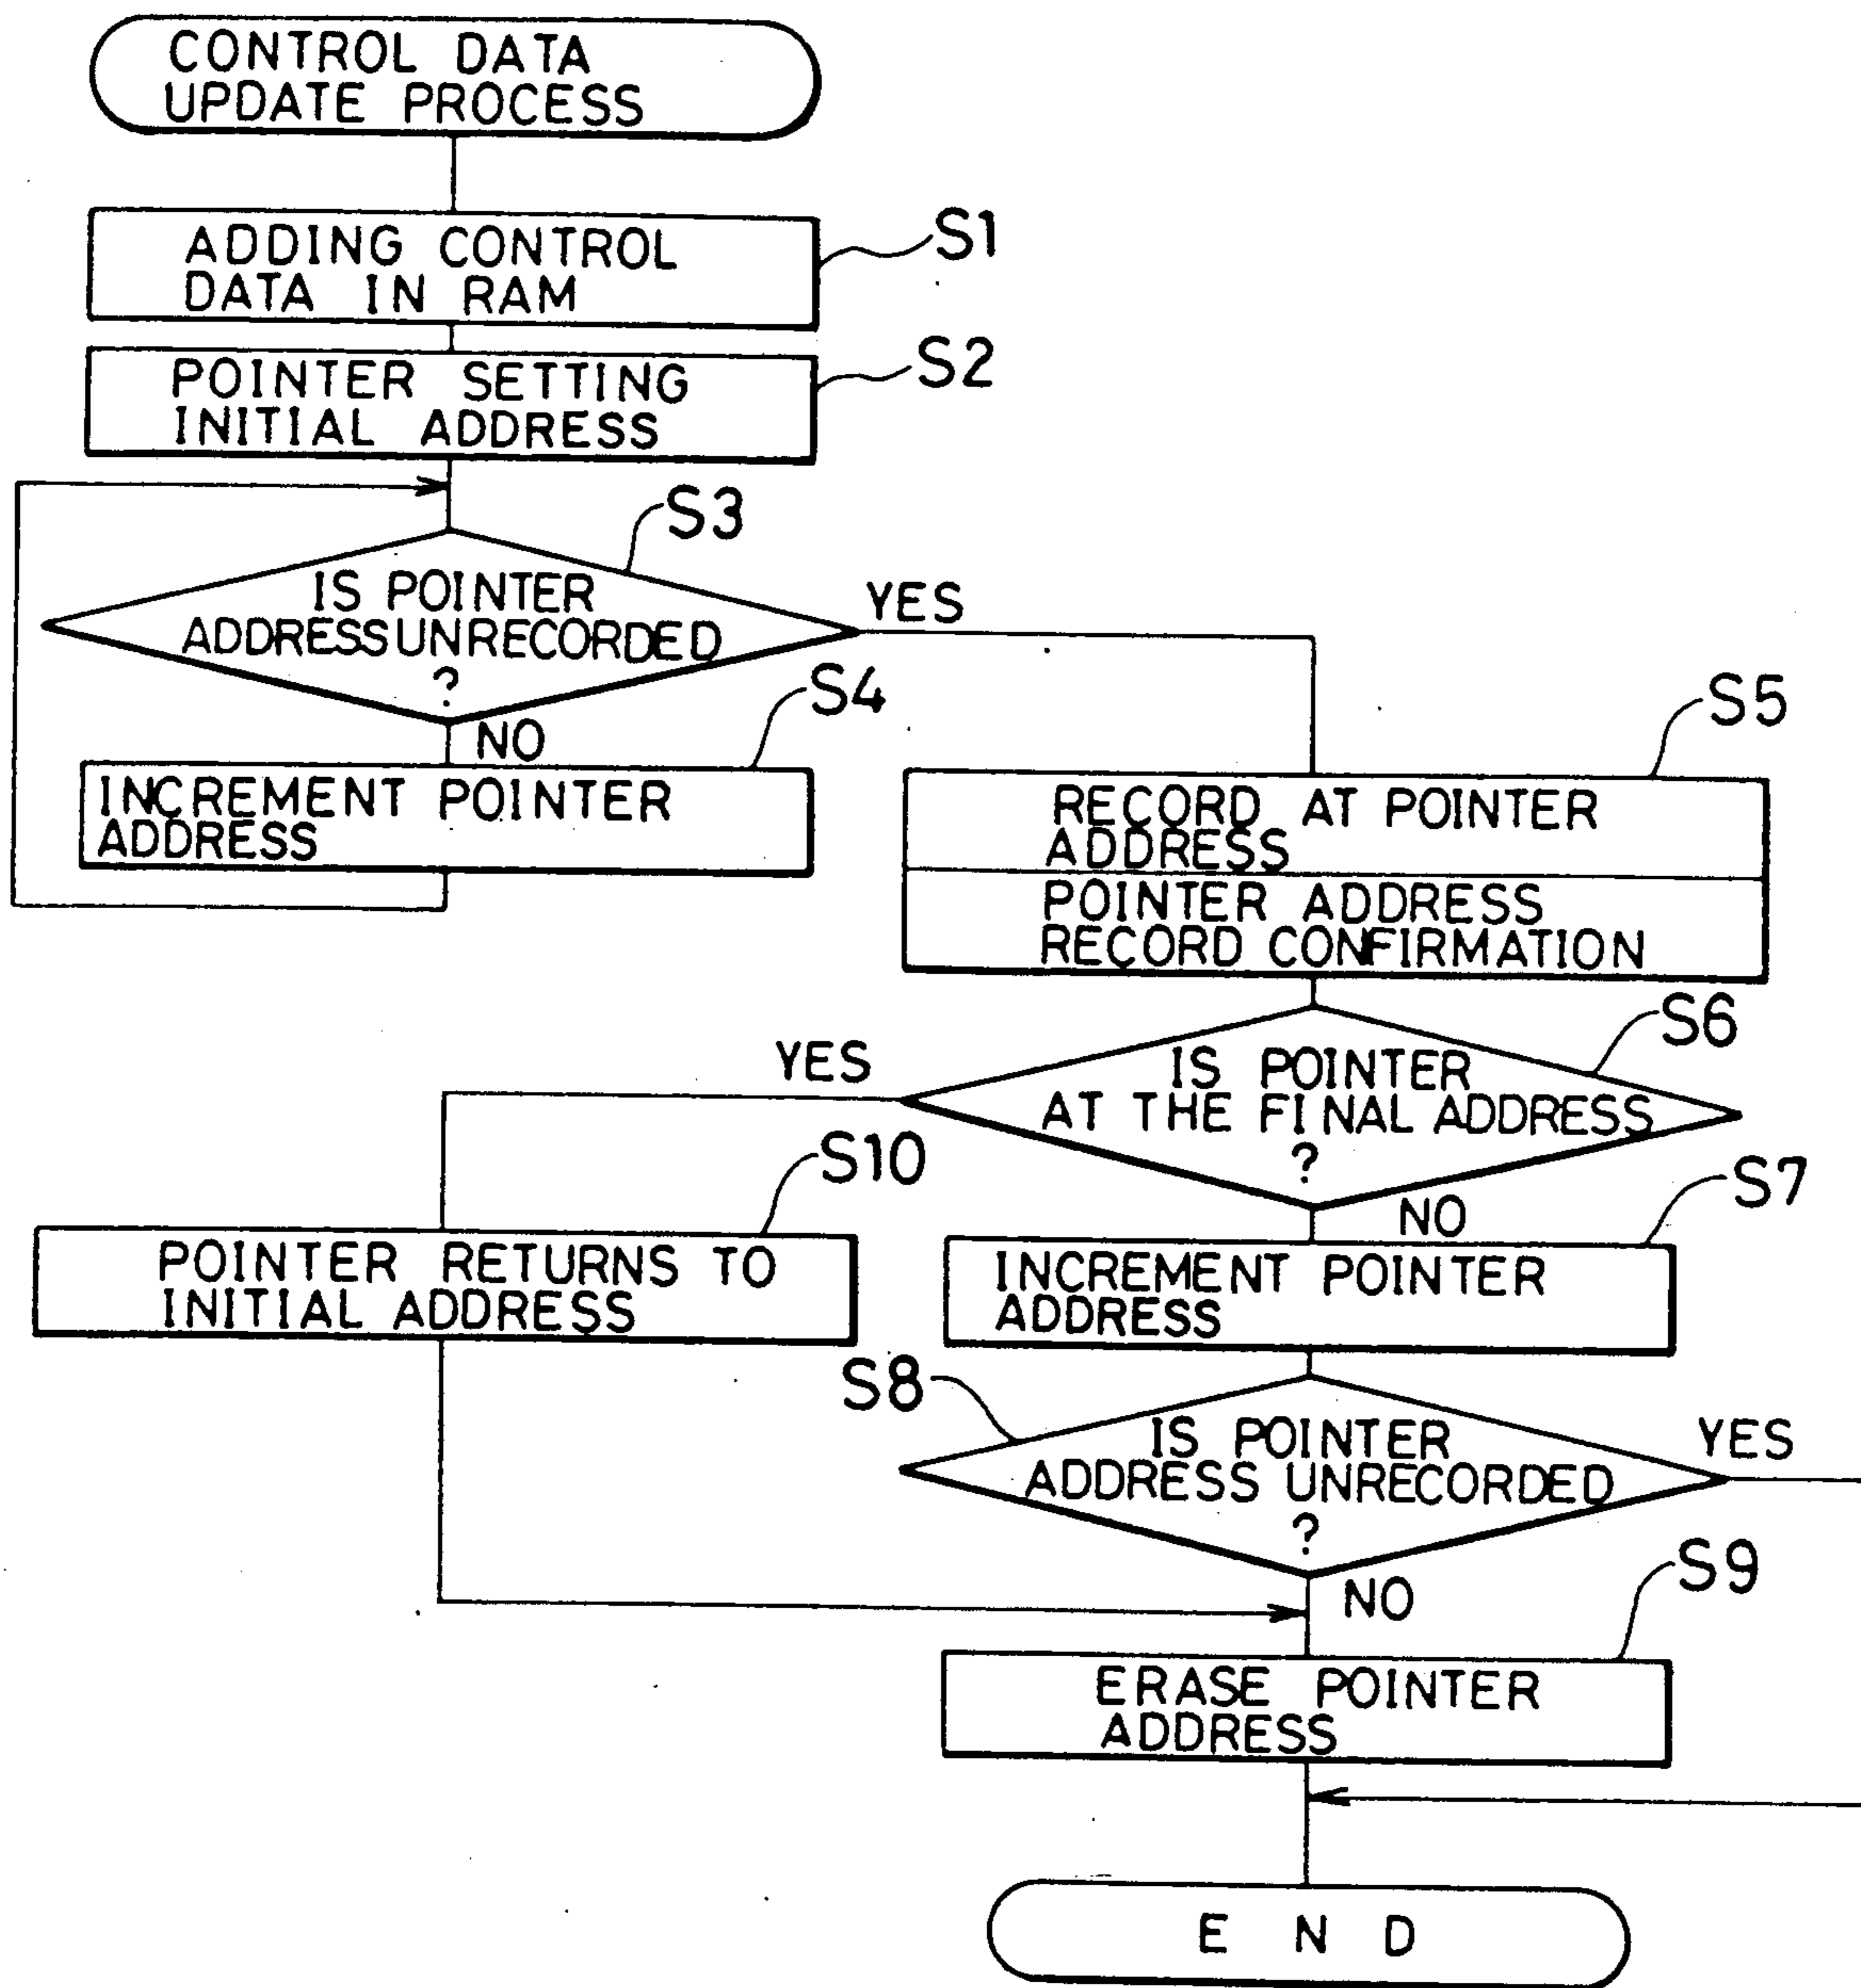 CONTROL DATA
UPDATE PROCESS
ADDING CONTROL
DATA IN RAM
S1
POINTER SETTING
INITIAL ADDRESS
S2
S3
IS POINTER
ADDRESS UNRECORDED
?
YES
NO
S4
INCREMENT POINTER
ADDRESS
S5
RECORD AT POINTER
ADDRESS
POINTER ADDRESS
RECORD CONFIRMATION
S6
IS POINTER
AT THE FINAL ADDRESS
?
YES
NO
S10
POINTER RETURNS TO
INITIAL ADDRESS
S7
INCREMENT POINTER
ADDRESS
S8
IS POINTER
ADDRESS UNRECORDED
?
YES
NO
S9
ERASE POINTER
ADDRESS
END